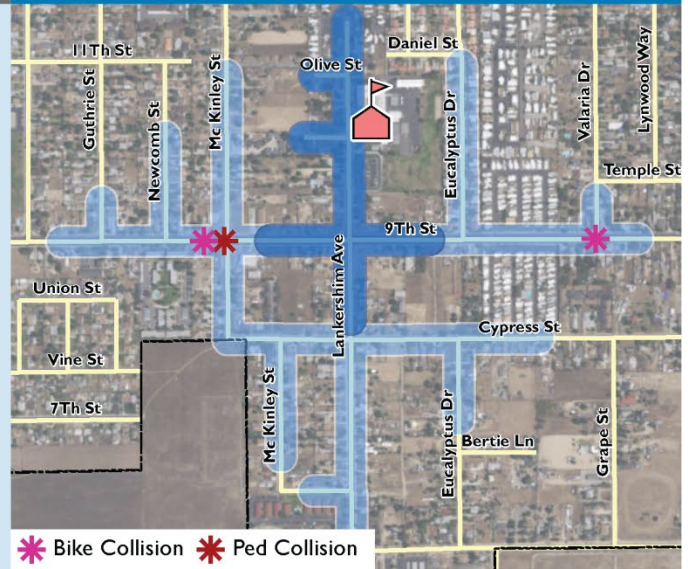 11Th St
Daniel St
Olive St
Guthrie St
Newcomb St
Mc Kinley St
Eucalyptus Dr
Valaria Dr
Lynwood Way
Temple St
9Th St
Lankershim Ave
Union St
Cypress St
Vine St
7Th St
Mc Kinley St
Eucalyptus Dr
Bertie Ln
Grape St
Bike Collision
Ped Collision